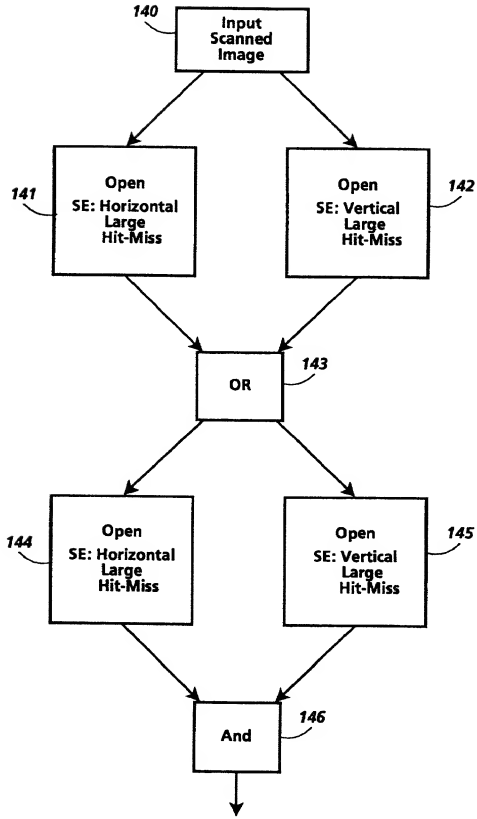 140
Input
Scanned
Image
141
Open
SE: Horizontal
Large
Hit-Miss
142
Open
SE: Vertical
Large
Hit-Miss
143
OR
144
Open
SE: Horizontal
Large
Hit-Miss
145
Open
SE: Vertical
Large
Hit-Miss
146
And